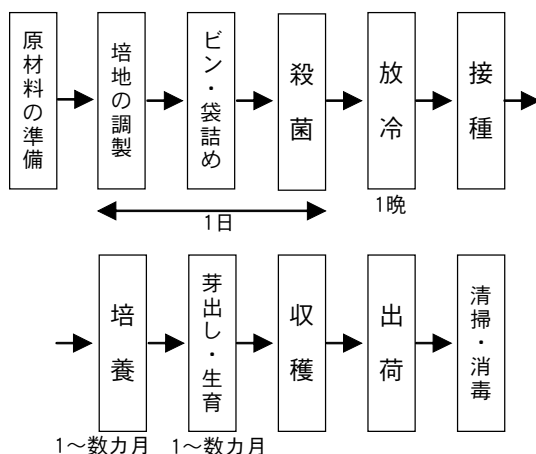 原材料の準備
培地の調製
ビン・袋詰め
殺菌
放冷
接種
1日
1晩
培養
芽出し・生育
収穫
出荷
清掃・消毒
1～数カ月
1～数カ月